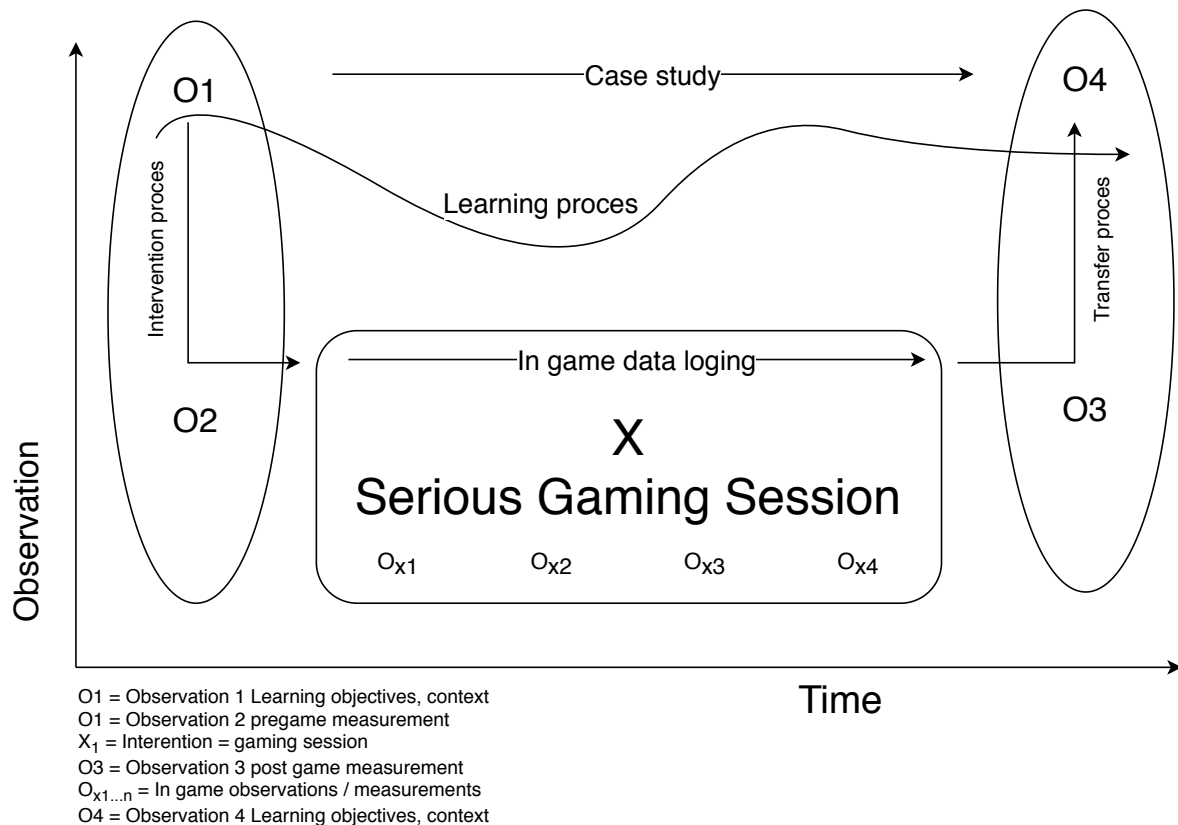 O1
Case study
O4
Intervention proces
Learning proces
Transfer proces
In game data loging
O2
X
O3
Serious Gaming Session
Ox1 Ox2 Ox3 Ox4
Observation
Time
O1 = Observation 1 Learning objectives, context
O1 = Observation 2 pregame measurement
X1 = Interention = gaming session
O3 = Observation 3 post game measurement
Ox1...n = In game observations / measurements
O4 = Observation 4 Learning objectives, context